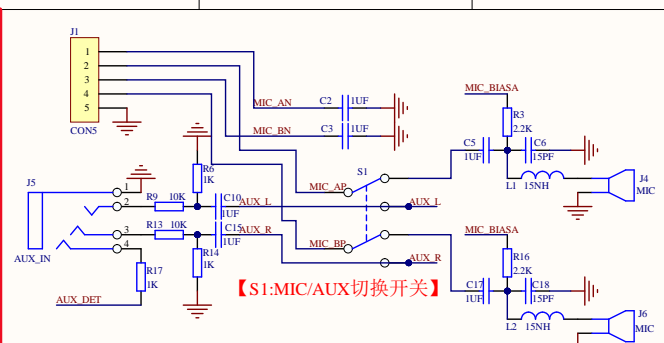 J1
1
2
3
4
5
CON5
MIC_AN
C2
1UF
MIC_BN
C3
1UF
MIC_BIASA
R3
2.2K
C5
1UF
C6
15PF
L1
15NH
J4
MIC
R6
1K
S1
MIC_AP
J5
1
2
3
4
AUX_IN
R9
10K
C10
1UF
AUX_L
AUX_L
R13
10K
C15
1UF
AUX_R
MIC_BP
AUX_R
R14
1K
R17
1K
AUX_DET
【S1:MIC/AUX切换开关】
MIC_BIASA
R16
2.2K
C17
1UF
C18
15PF
L2
15NH
J6
MIC